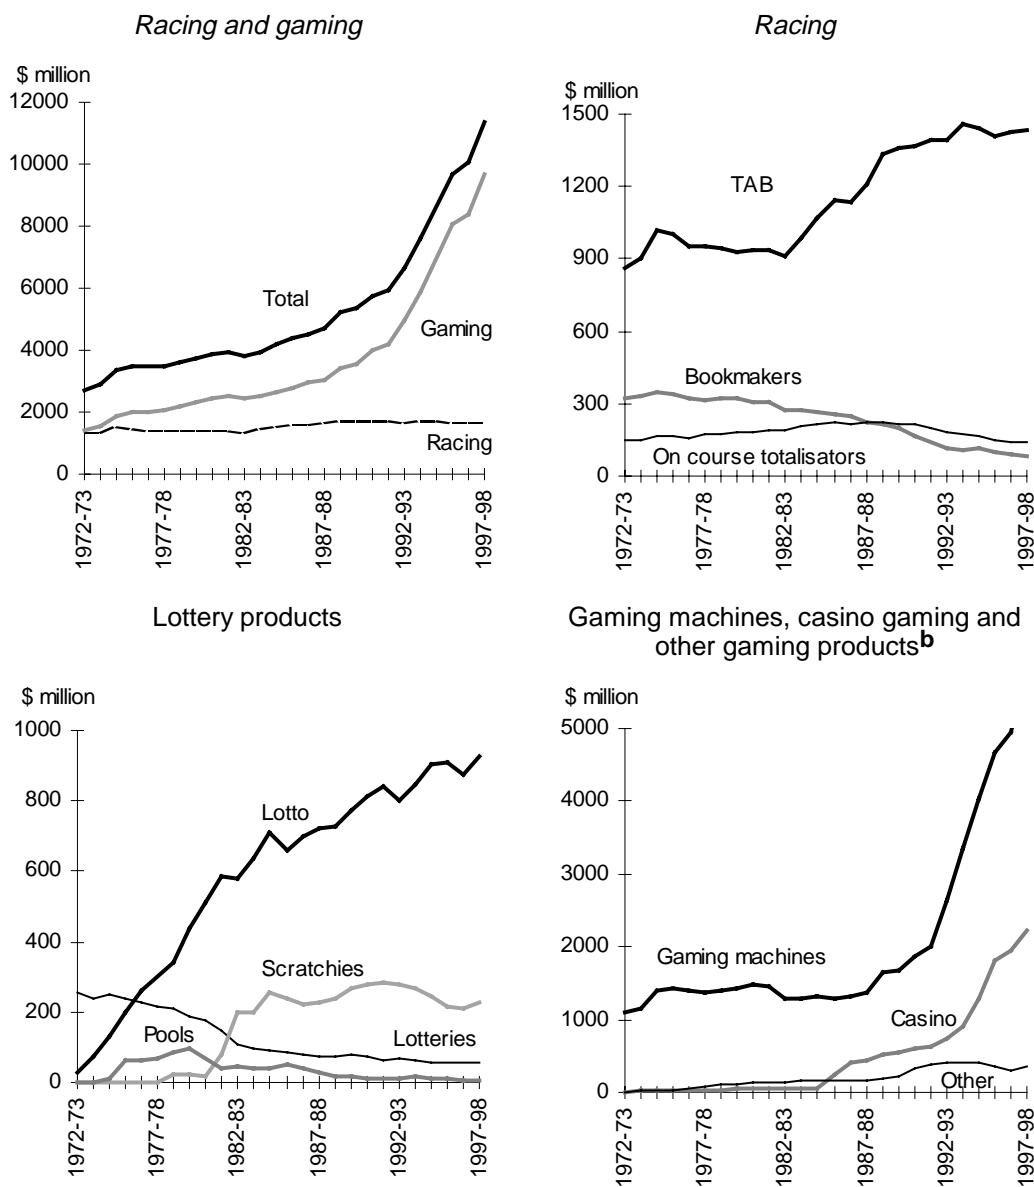 Racing and gaming
$ million
12000
10000
8000
6000
4000
2000
0
Total
Gaming
Racing
1972-73
1977-78
1982-83
1987-88
1992-93
1997-98
Racing
$ million
1500
1200
900
600
300
0
TAB
Bookmakers
On course totalisators
1972-73
1977-78
1982-83
1987-88
1992-93
1997-98
Lottery products
$ million
1000
800
600
400
200
0
Lotto
Scratchies
Pools
Lotteries
1972-73
1977-78
1982-83
1987-88
1992-93
1997-98
Gaming machines, casino gaming and
other gaming productsb
$ million
5000
4000
3000
2000
1000
0
Gaming machines
Casino
Other
1972-73
1977-78
1982-83
1987-88
1992-93
1997-98